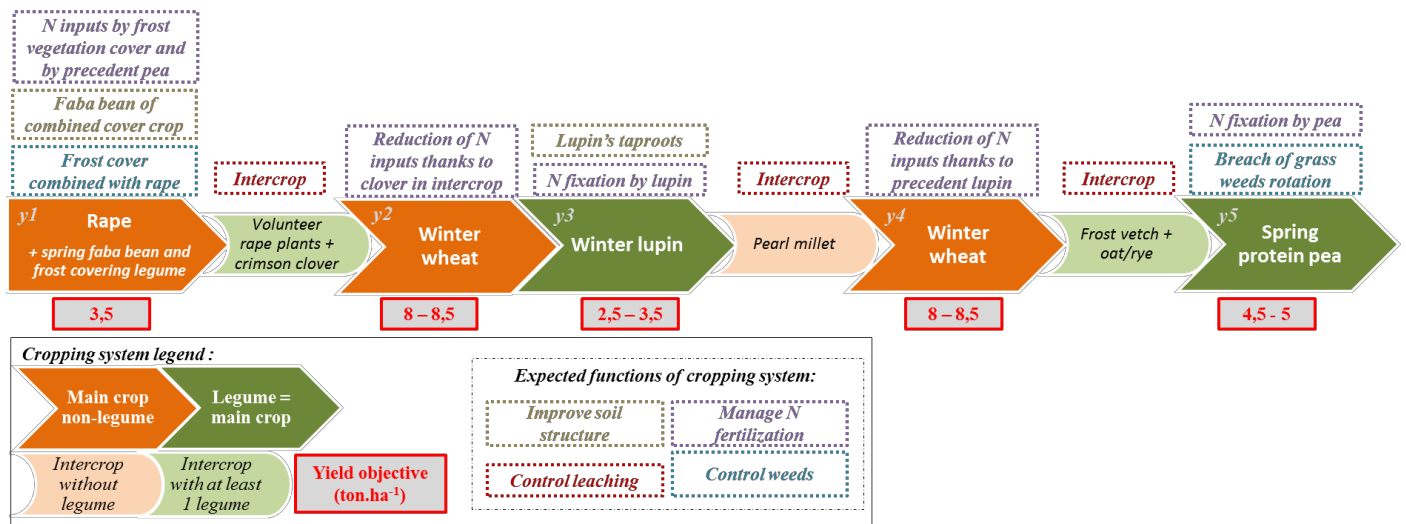 N inputs by frost
vegetation cover and
by precedent pea
Faba bean of
combined cover crop
Frost cover
combined with rape
Intercrop
Reduction of N
inputs thanks to
clover in intercrop
Lupin's taproots
N fixation by lupin
Intercrop
Reduction of N
inputs thanks to
precedent lupin
Intercrop
N fixation by pea
Breach of grass
weeds rotation
y1
Rape
+ spring faba bean and
frost covering legume
Volunteer
rape plants +
crimson clover
y2
Winter
wheat
y3
Winter lupin
Pearl millet
y4
Winter
wheat
Frost vetch +
oat/rye
y5
Spring
protein pea
3,5
8 – 8,5
2,5 – 3,5
8 – 8,5
4,5 - 5
Cropping system legend :
Main crop
non-legume
Legume =
main crop
Intercrop
without
legume
Intercrop
with at least
1 legume
Yield objective
(ton.ha⁻¹)
Expected functions of cropping system:
Improve soil
structure
Manage N
fertilization
Control leaching
Control weeds